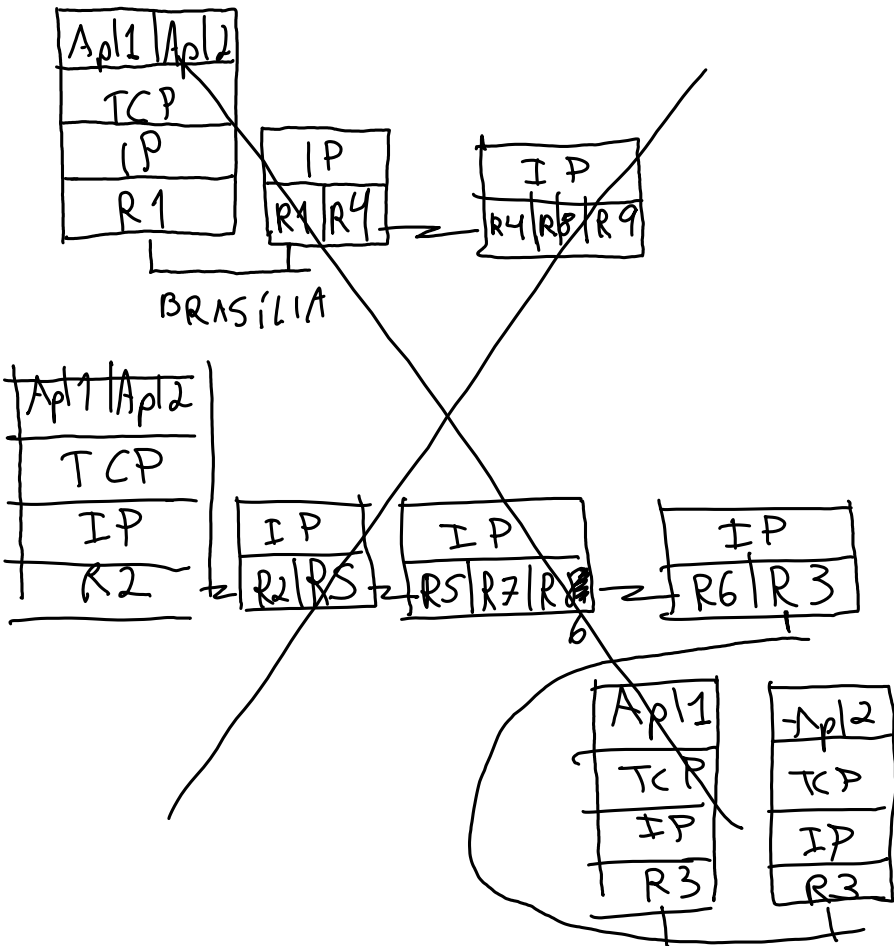 Apl1 Apl2
TCP
IP
R1
IP
R1 R4
IP
R4 R8 R9
BRASÍLIA
Apl1 Apl2
TCP
IP
R2
IP
R2 R5
IP
R5 R7 R
6
IP
R6 R3
Apl1
TCP
IP
R3
Apl2
TCP
IP
R3